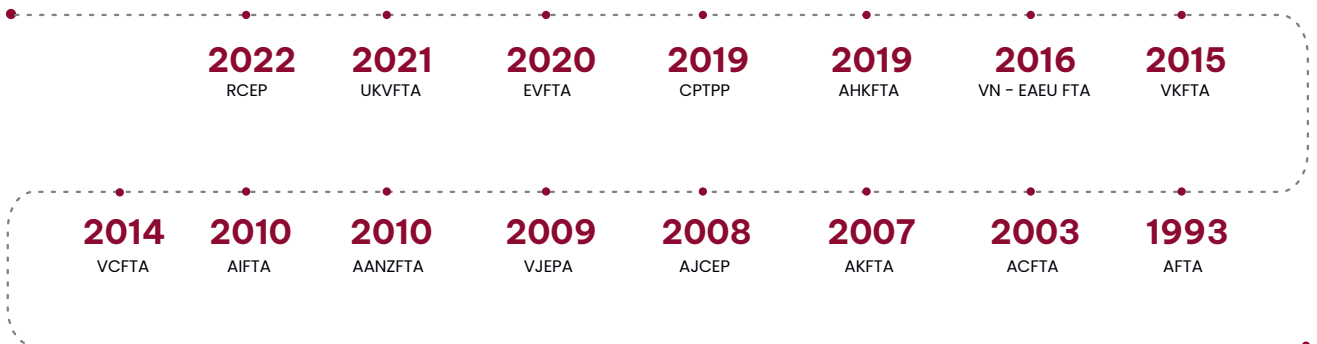 2022 2021 2020 2019 2019 2016 2015
RCEP UKVFTA EVFTA CPTPP AHKFTA VN - EAEU FTA VKFTA
2014 2010 2010 2009 2008 2007 2003 1993
VCFTA AIFTA AANZFTA VJEPA AJCEP AKFTA ACFTA AFTA